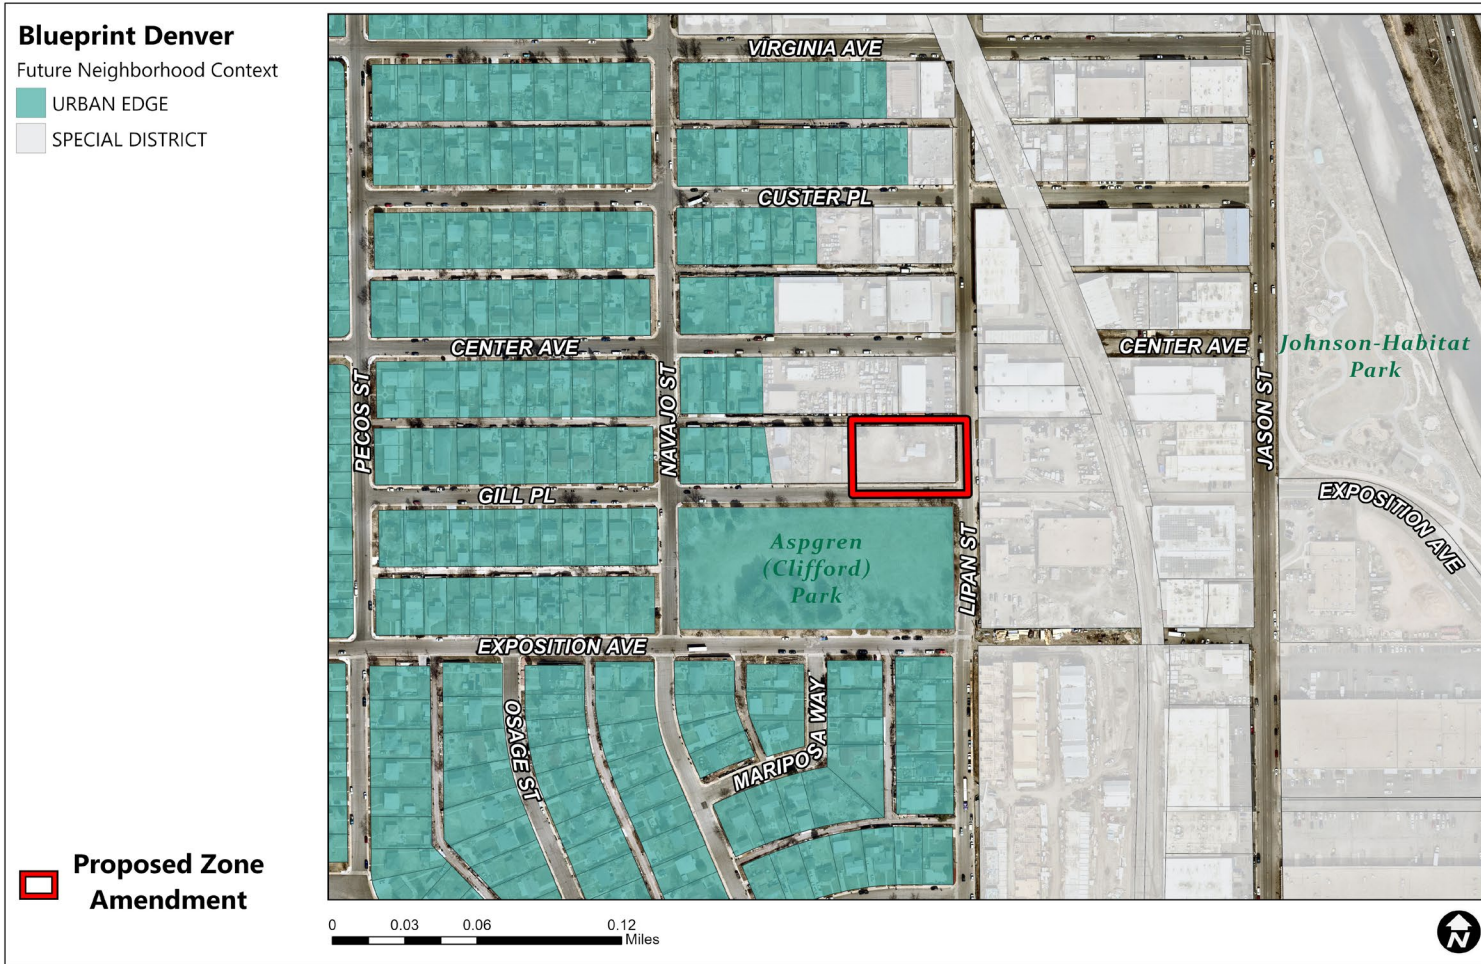 Blueprint Denver
Future Neighborhood Context
URBAN EDGE
SPECIAL DISTRICT
VIRGINIA AVE
CUSTER PL
CENTER AVE
CENTER AVE
Johnson-Habitat
Park
PECOS ST
NAVAJO ST
JASON ST
GILL PL
EXPOSITION AVE
Aspgren
(Clifford)
Park
LIPAN ST
EXPOSITION AVE
OSAGE ST
MARIPOSA WAY
Proposed Zone
Amendment
0 0.03 0.06 0.12
Miles
N